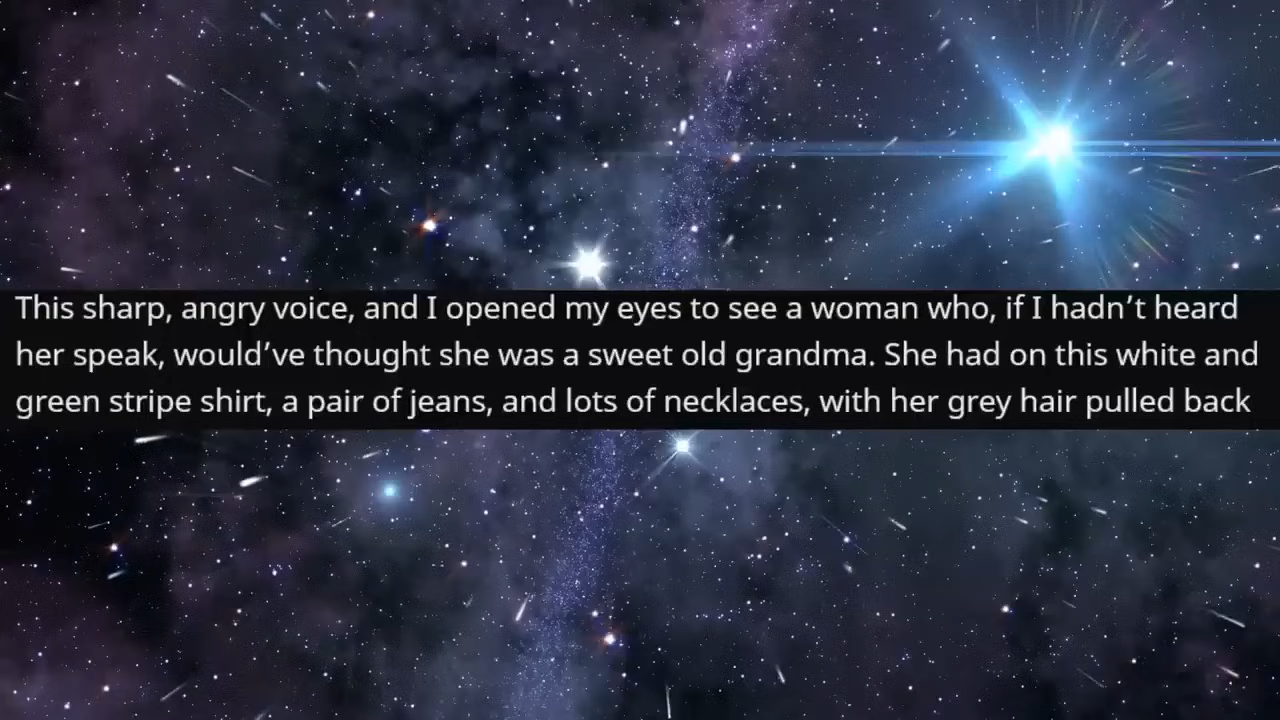 This sharp, angry voice, and I opened my eyes to see a woman who, if I hadn’t heard
her speak, would’ve thought she was a sweet old grandma. She had on this white and
green stripe shirt, a pair of jeans, and lots of necklaces, with her grey hair pulled back